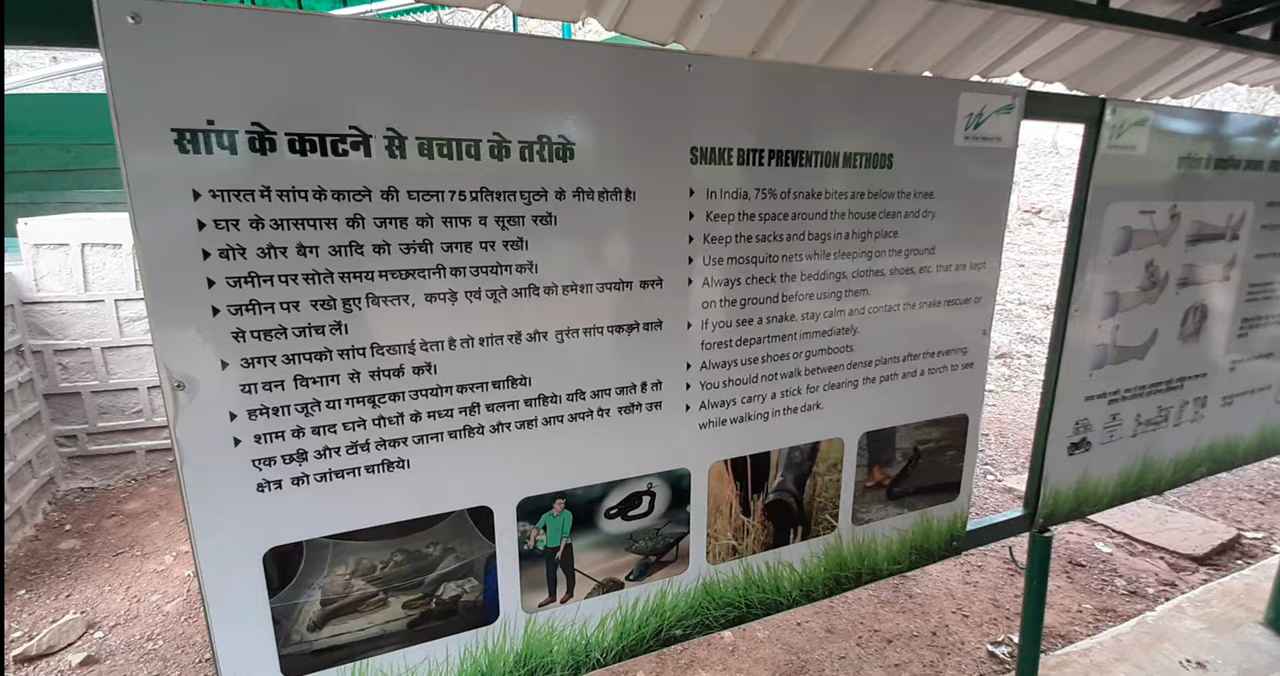 सांप के काटने से बचाव के तरीके
▶ भारत में सांप के काटने की घटना 75 प्रतिशत घुटने के नीचे होती है।
▶ घर के आसपास की जगह को साफ व सूखा रखें।
▶ बोरे और बैग आदि को ऊंची जगह पर रखें।
▶ जमीन पर सोते समय मच्छरदानी का उपयोग करें।
▶ जमीन पर रखे हुए बिस्तर, कपड़े एवं जूते आदि को हमेशा उपयोग करने
से पहले जांच लें।
▶ अगर आपको सांप दिखाई देता है तो शांत रहें और तुरंत सांप पकड़ने वाले
या वन विभाग से संपर्क करें।
▶ हमेशा जूते या गमबूट का उपयोग करना चाहिये।
▶ शाम के बाद घने पौधों के मध्य नही चलना चाहिये। यदि आप जाते हैं तो
एक छड़ी और टॉर्च लेकर जाना चाहिये और जहां आप अपने पैर रखेंगे उस
क्षेत्र को जांचना चाहिये।
SNAKE BITE PREVENTION METHODS
▶ In India, 75% of snake bites are below the knee.
▶ Keep the space around the house clean and dry.
▶ Keep the sacks and bags in a high place.
▶ Use mosquito nets while sleeping on the ground.
▶ Always check the beddings, clothes, shoes, etc. that are kept
on the ground before using them.
▶ If you see a snake, stay calm and contact the snake rescuer or
forest department immediately.
▶ Always use shoes or gumboots.
▶ You should not walk between dense plants after the evening.
▶ Always carry a stick for clearing the path and a torch to see
while walking in the dark.